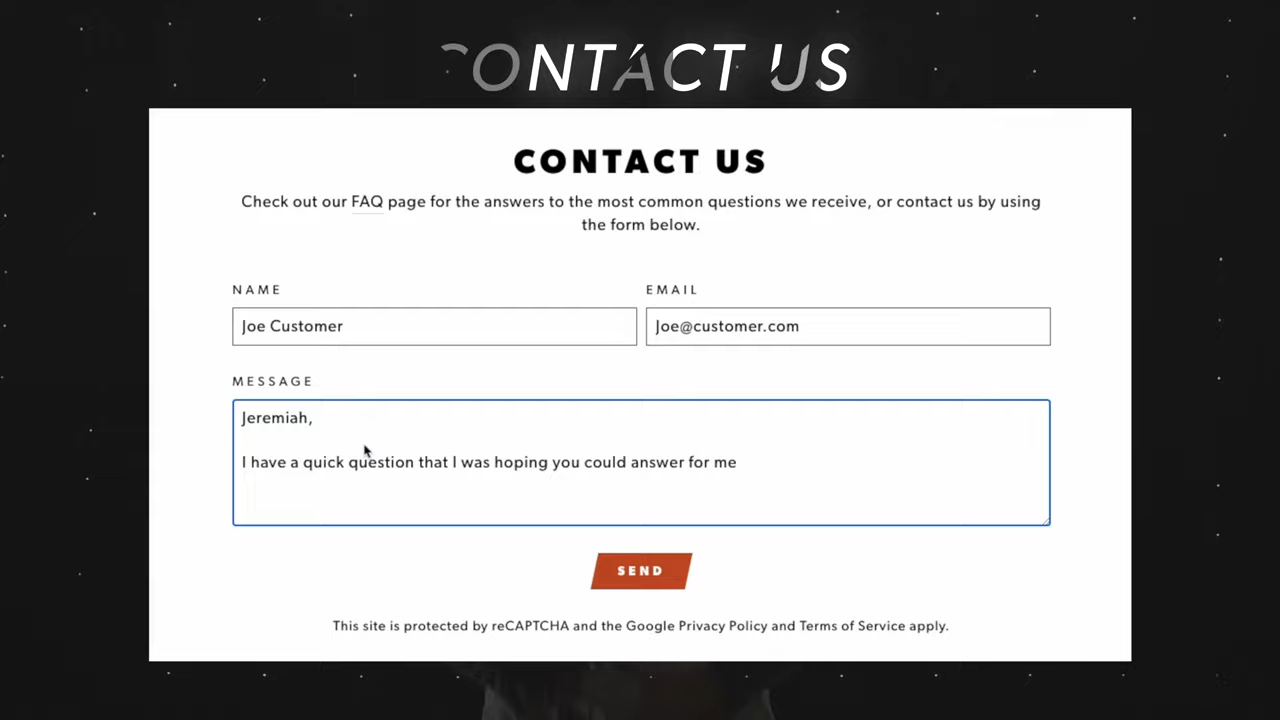 CONTACT US
CONTACT US
Check out our FAQ page for the answers to the most common questions we receive, or contact us by using
the form below.
NAME
EMAIL
Joe Customer
Joe@customer.com
MESSAGE
Jeremiah,
I have a quick question that I was hoping you could answer for me
SEND
This site is protected by reCAPTCHA and the Google Privacy Policy and Terms of Service apply.